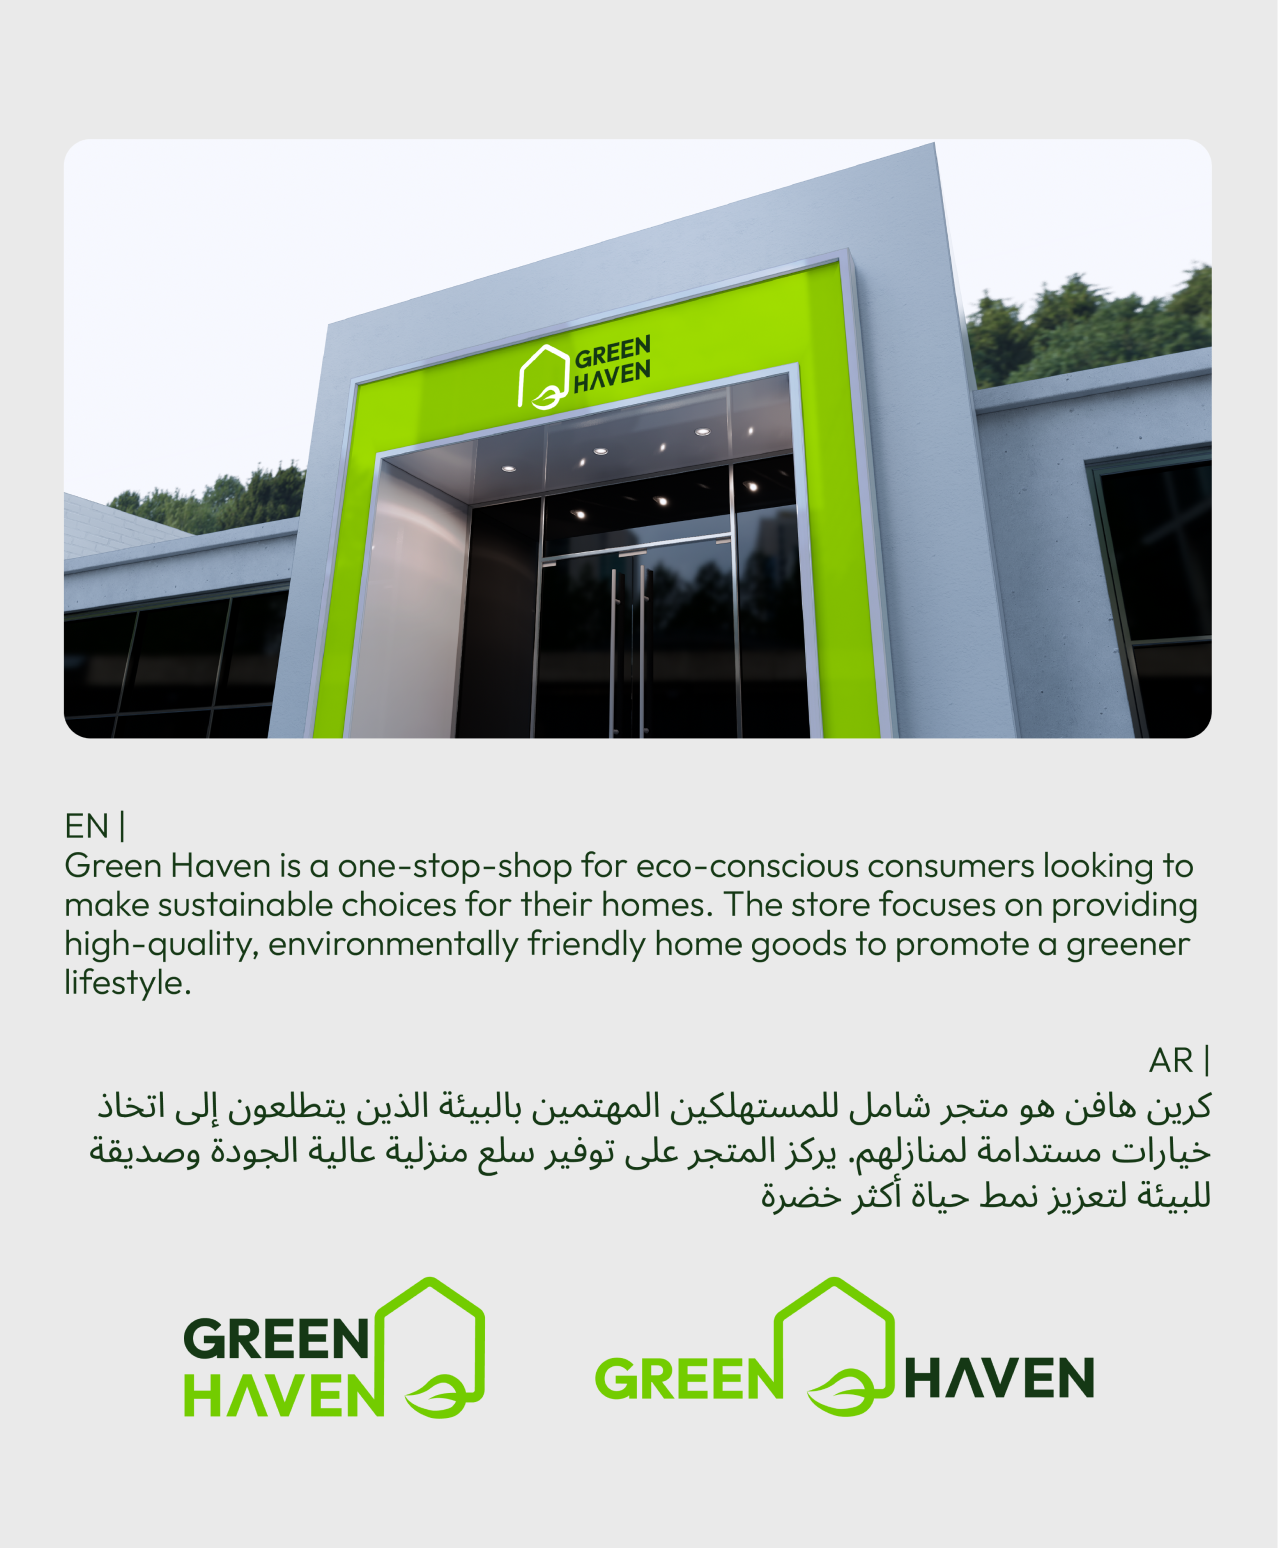 GREEN
HAVEN
EN |
Green Haven is a one-stop-shop for eco-conscious consumers looking to
make sustainable choices for their homes. The store focuses on providing
high-quality, environmentally friendly home goods to promote a greener
lifestyle.
AR |
كرين هافن هو متجر شامل للمستهلكين المهتمين بالبيئة الذين يتطلعون إلى اتخاذ
خيارات مستدامة لمنازلهم. يركز المتجر على توفير سلع منزلية عالية الجودة وصديقة
للبيئة لتعزيز نمط حياة أكثر خضرة
GREEN
HAVEN
GREEN HAVEN